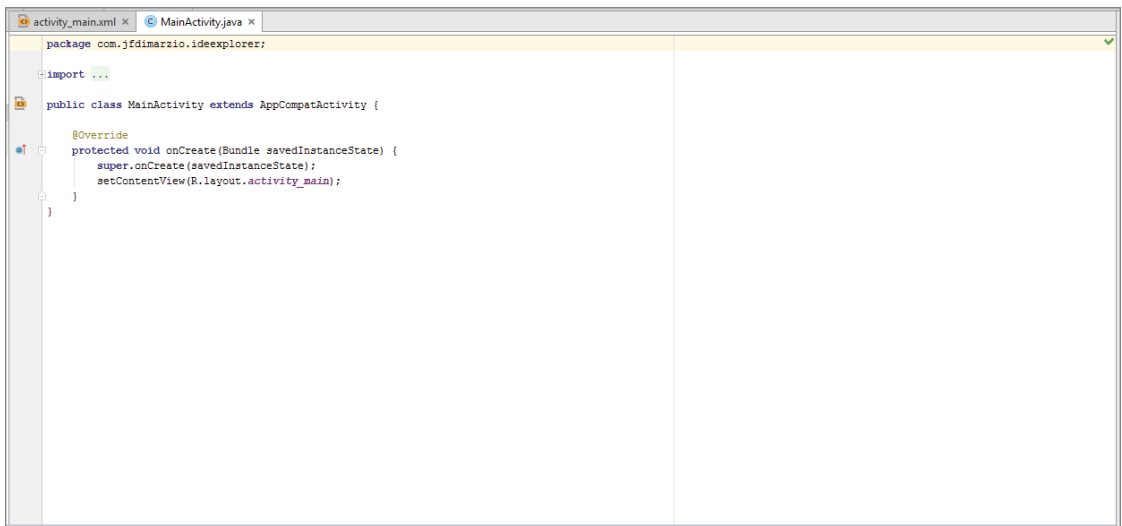 activity_main.xml × MainActivity.java ×
package com.jfdimarzio.ideexplorer;
import ...
public class MainActivity extends AppCompatActivity {
@Override
protected void onCreate(Bundle savedInstanceState) {
super.onCreate(savedInstanceState);
setContentView(R.layout.activity_main);
}
}